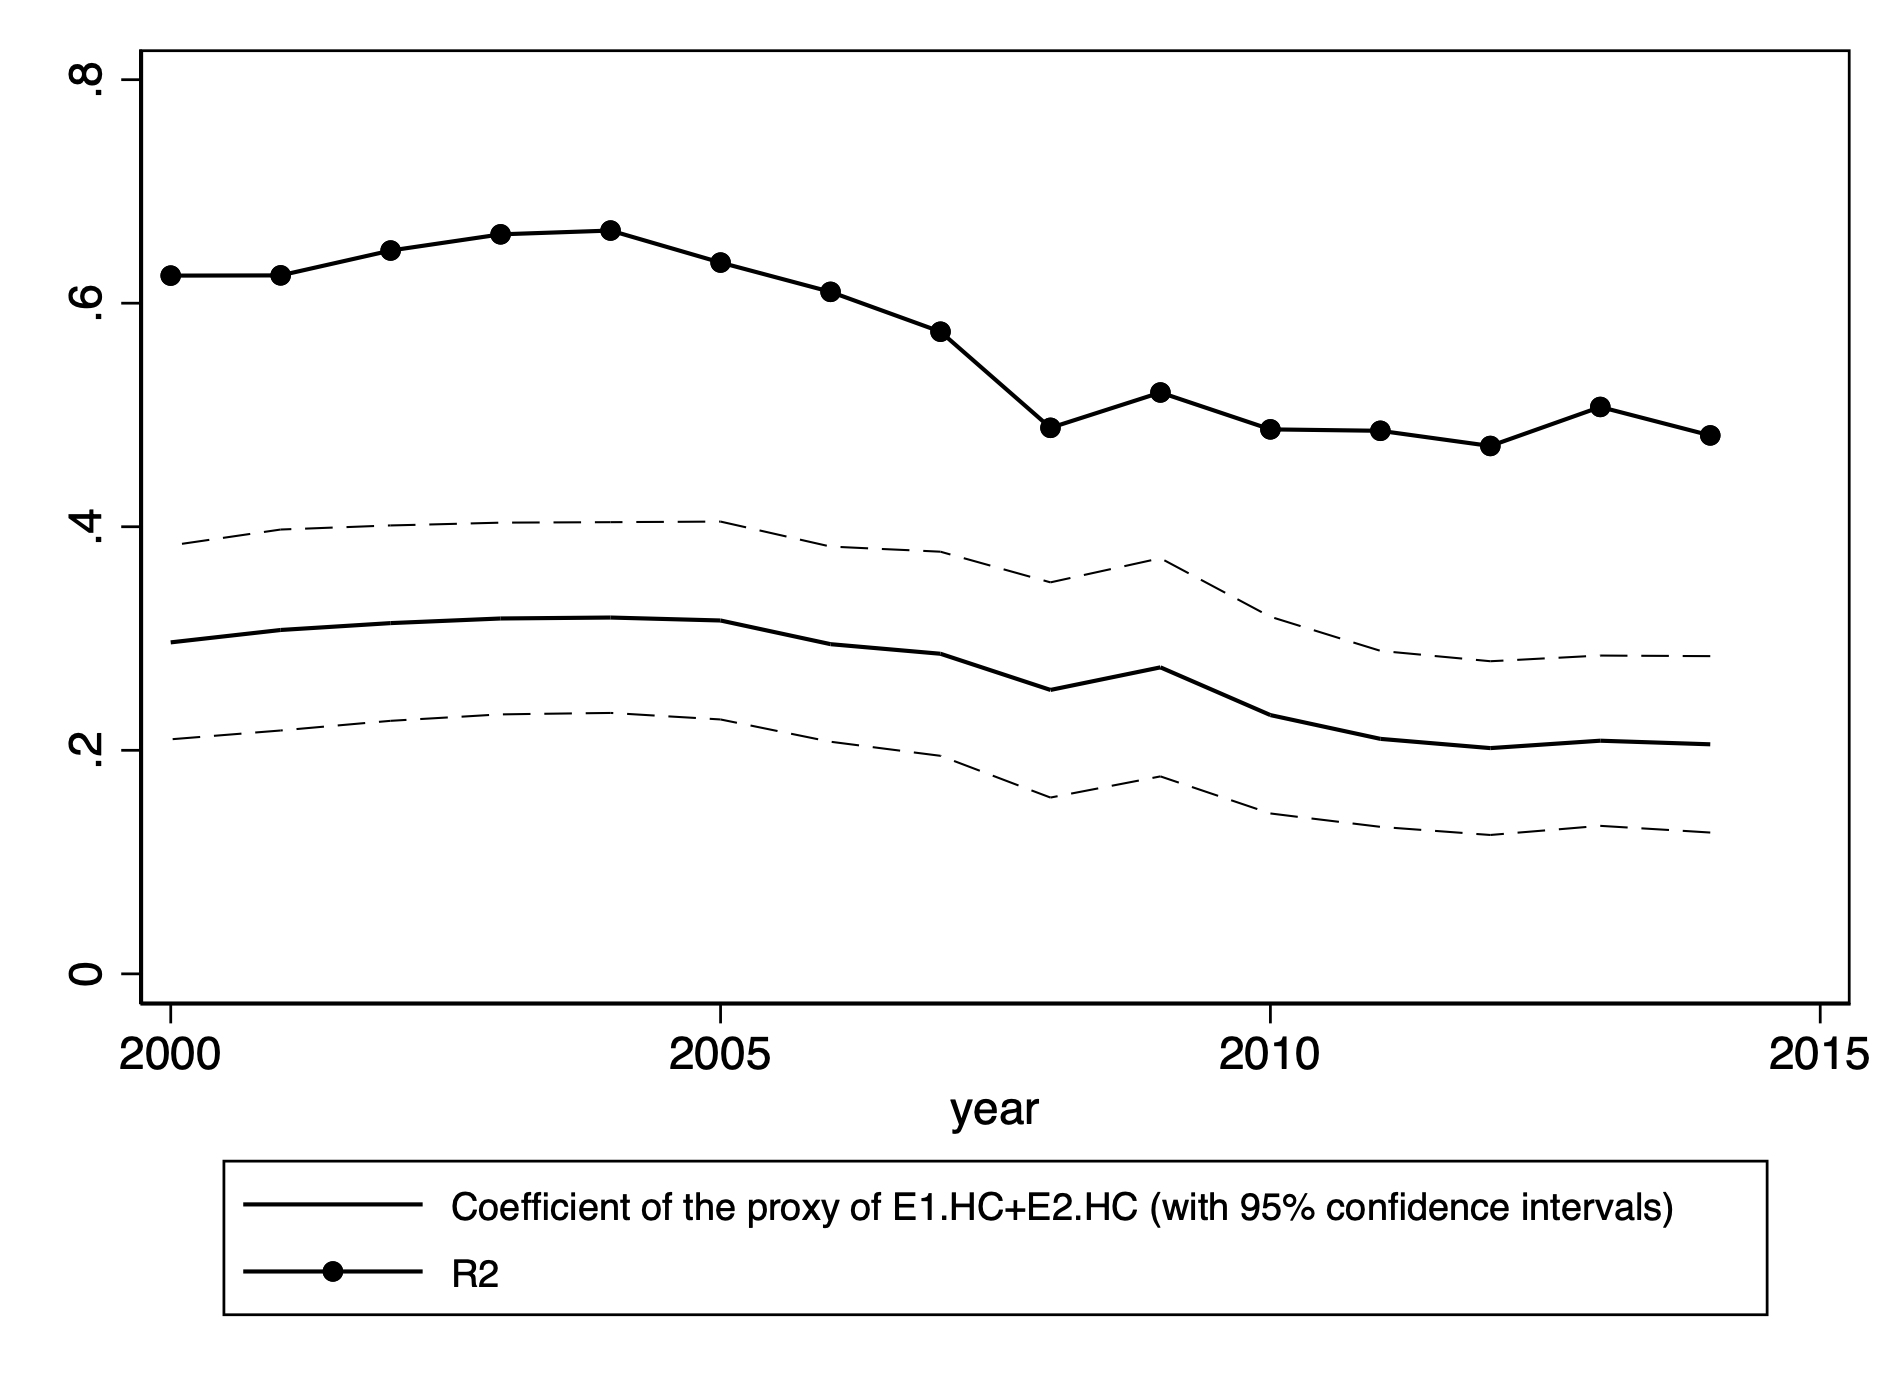 .8
.6
.4
.2
0
2000 2005 2010 2015
year
Coefficient of the proxy of E1.HC+E2.HC (with 95% confidence intervals)
R2